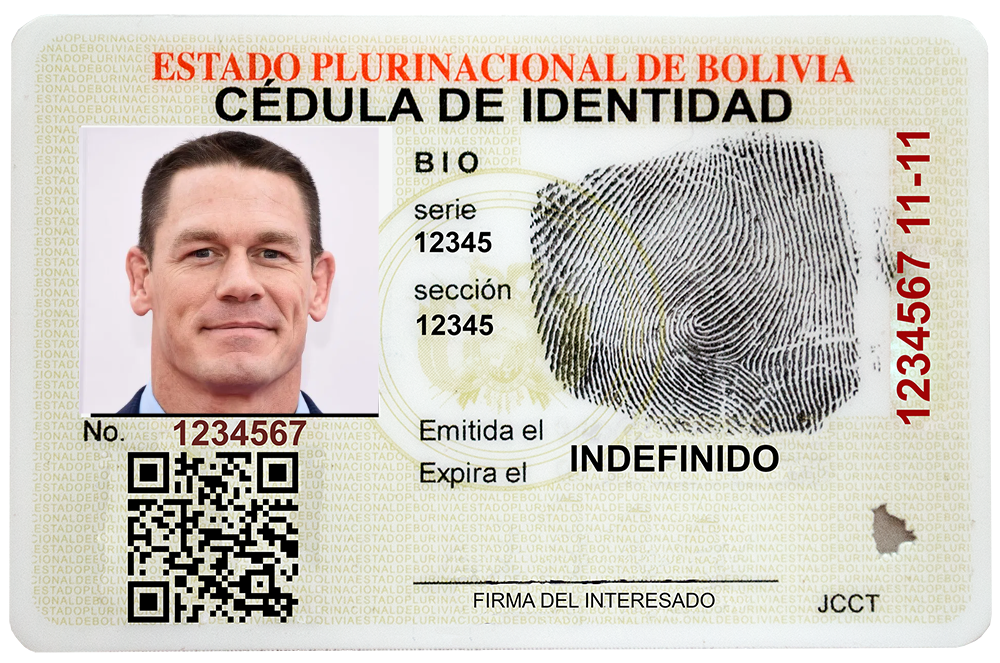 ESTADO PLURINACIONAL DE BOLIVIA
CÉDULA DE IDENTIDAD
BIO
serie
12345
sección
12345
1234567 11-11
No. 1234567
Emitida el
Expira el INDEFINIDO
FIRMA DEL INTERESADO
JCCT